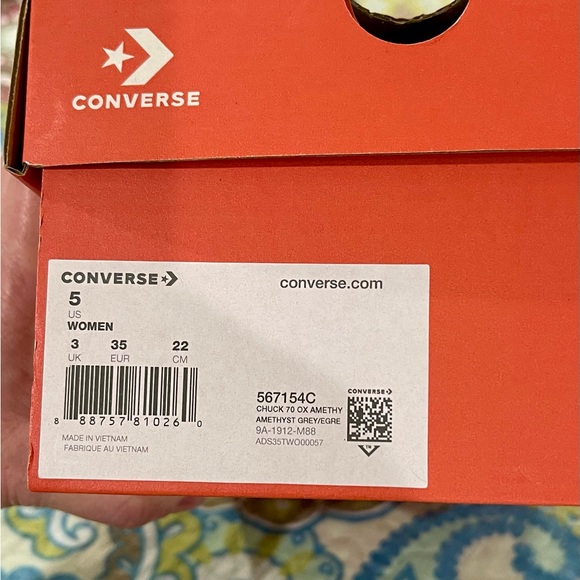 CONVERSE
CONVERSE
converse.com
5
US
WOMEN
3 35 22
UK EUR CM
8 88757 81026 0
MADE IN VIETNAM
FABRIQUE AU VIETNAM
567154C
CHUCK 70 OX AMETHY
AMETHYST GREY/EGRE
9A-1912-M88
ADS35TWO00057
CONVERSE